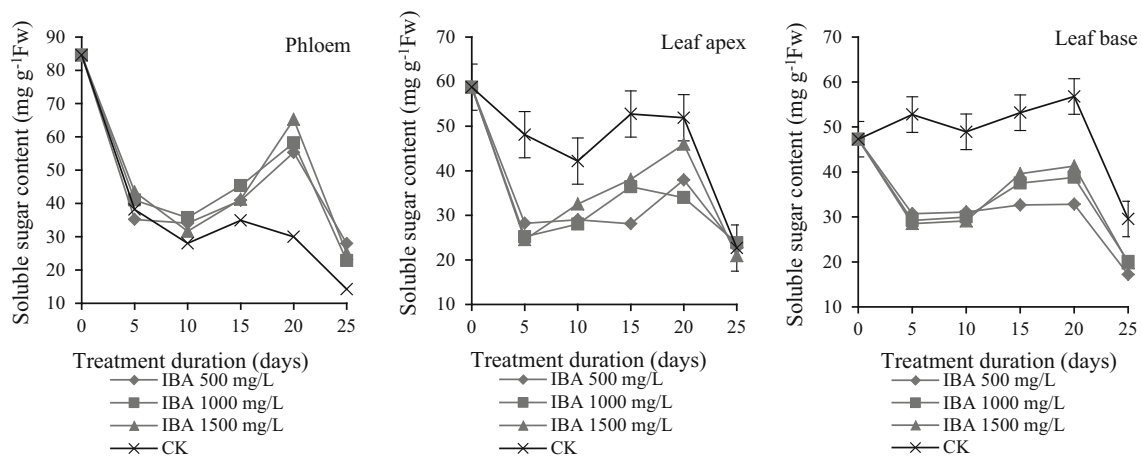 Phloem
Soluble sugar content (mg g⁻¹Fw)
90
80
70
60
50
40
30
20
10
0 5 10 15 20 25
Treatment duration (days)
IBA 500 mg/L
IBA 1000 mg/L
IBA 1500 mg/L
CK
Leaf apex
Soluble sugar content (mg g⁻¹Fw)
70
60
50
40
30
20
10
0 5 10 15 20 25
Treatment duration (days)
IBA 500 mg/L
IBA 1000 mg/L
IBA 1500 mg/L
CK
Leaf base
Soluble sugar content (mg g⁻¹Fw)
70
60
50
40
30
20
10
0 5 10 15 20 25
Treatment duration (days)
IBA 500 mg/L
IBA 1000 mg/L
IBA 1500 mg/L
CK